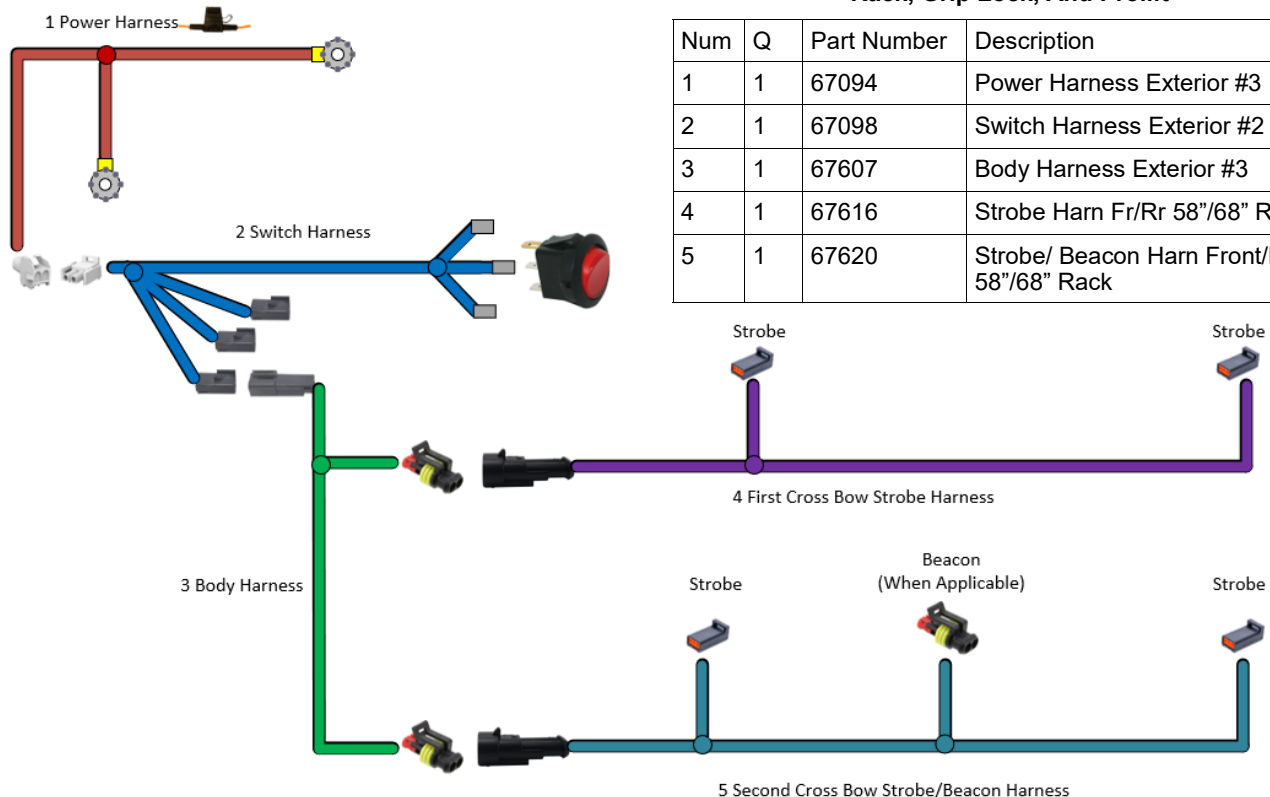 1 Power Harness
Num Q Part Number Description
1 1 67094 Power Harness Exterior #3
2 1 67098 Switch Harness Exterior #2
3 1 67607 Body Harness Exterior #3
4 1 67616 Strobe Harn Fr/Rr 58”/68” R
5 1 67620 Strobe/ Beacon Harn Front/
58”/68” Rack
2 Switch Harness
Strobe
Strobe
4 First Cross Bow Strobe Harness
3 Body Harness
Strobe
Beacon
(When Applicable)
Strobe
5 Second Cross Bow Strobe/Beacon Harness